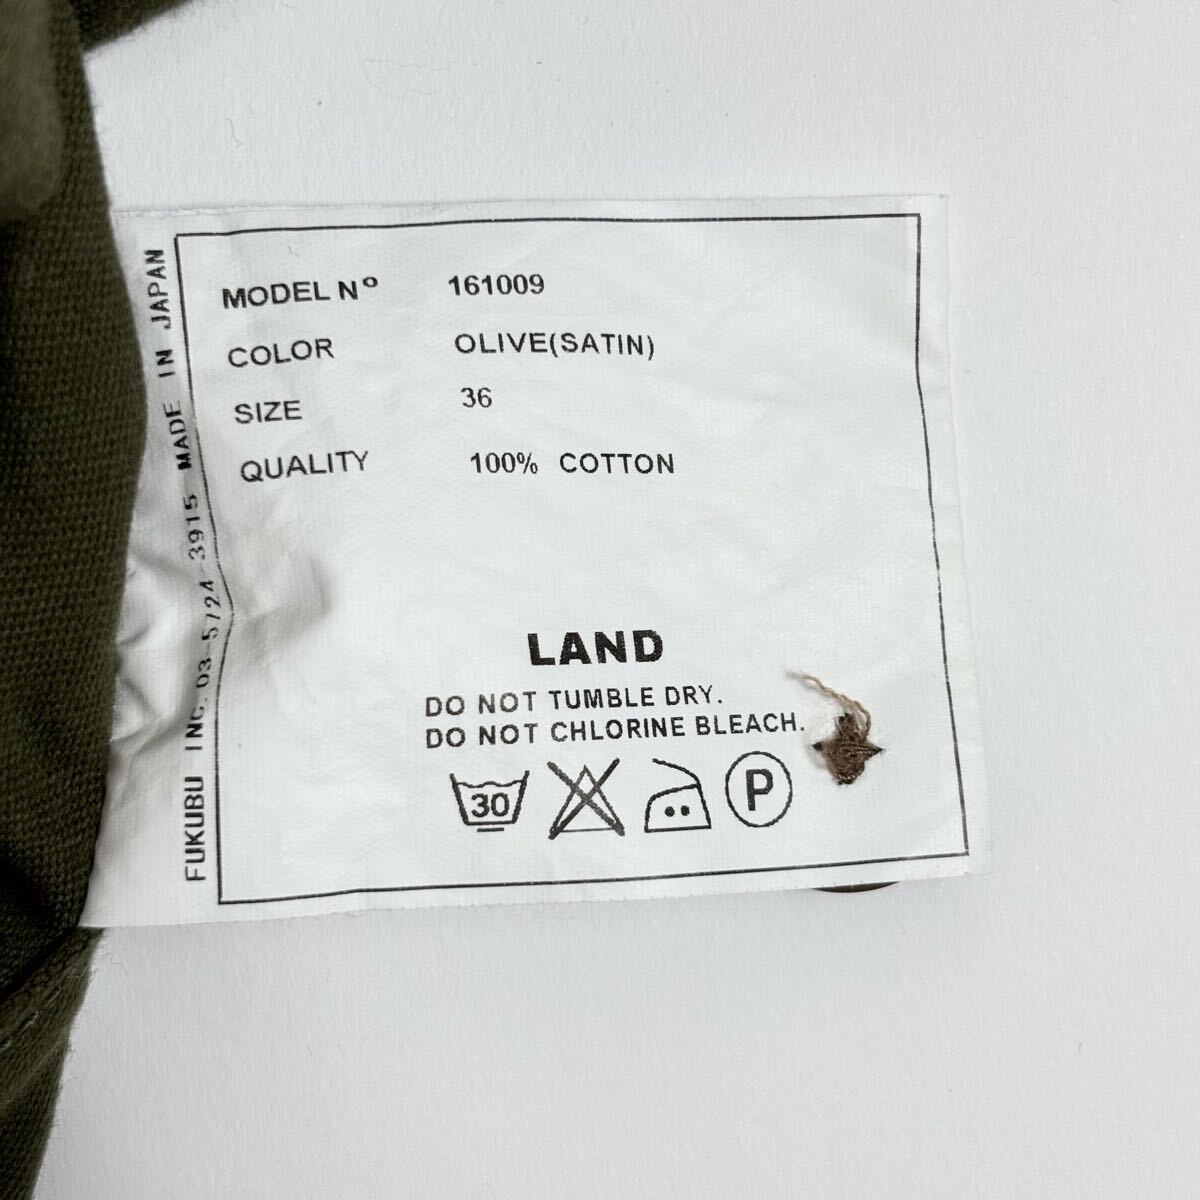 MODEL Nº 161009
COLOR OLIVE(SATIN)
SIZE 36
QUALITY 100% COTTON
LAND
DO NOT TUMBLE DRY.
DO NOT CHLORINE BLEACH.
30 P
FUKUBU INC. 03-5724-3915 MADE IN JAPAN